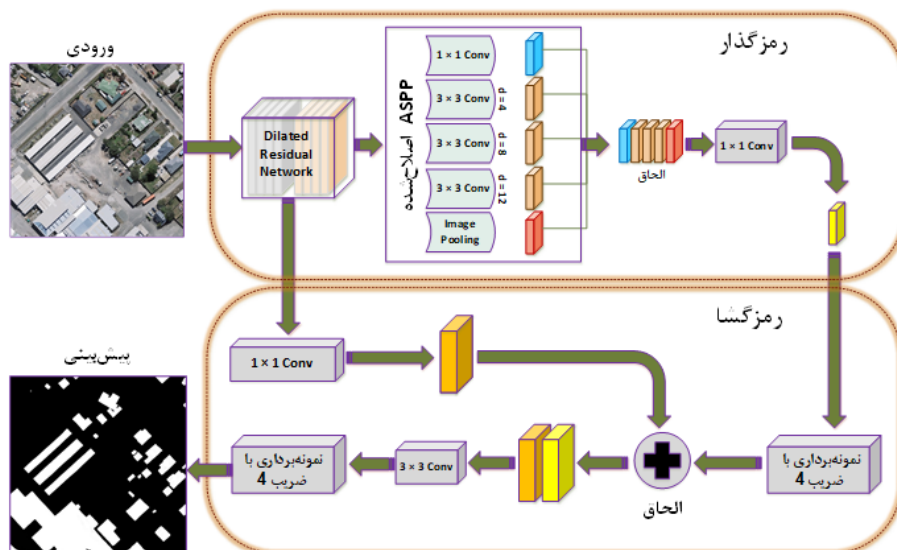 ورودی
رمزگذار
Dilated
Residual
Network
ASPP اصلاح‌شده
1 × 1 Conv
3 × 3 Conv
d = 4
3 × 3 Conv
d = 8
3 × 3 Conv
d = 12
Image
Pooling
الحاق
1 × 1 Conv
رمزگشا
پیش‌بینی
1 × 1 Conv
نمونه‌برداری با
ضریب 4
3 × 3 Conv
الحاق
نمونه‌برداری با
ضریب 4